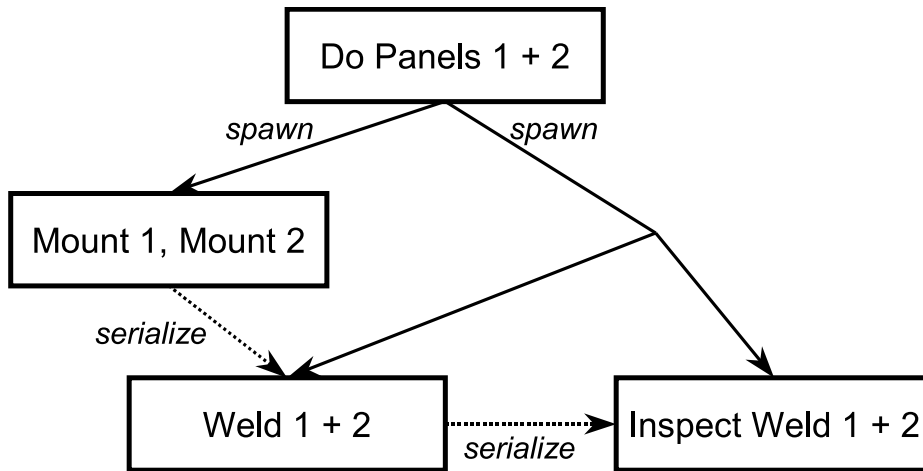 Do Panels 1 + 2
spawn
spawn
Mount 1, Mount 2
serialize
Weld 1 + 2
serialize
Inspect Weld 1 + 2